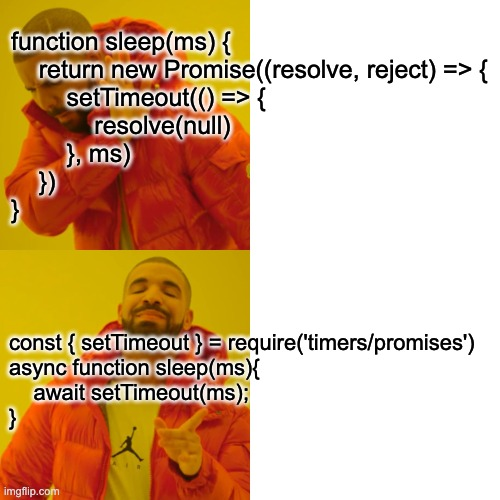 function sleep(ms) {
    return new Promise((resolve, reject) => {
        setTimeout(() => {
            resolve(null)
        }, ms)
    })
}
const { setTimeout } = require('timers/promises')
async function sleep(ms){
    await setTimeout(ms);
}
imgflip.com